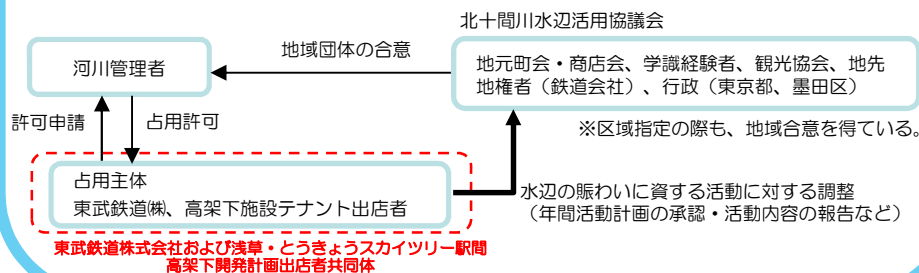 北十間川水辺活用協議会
地域団体の合意
河川管理者
地元町会・商店会、学識経験者、観光協会、地先
地権者（鉄道会社）、行政（東京都、墨田区）
許可申請
占用許可
※区域指定の際も、地域合意を得ている。
占用主体
東武鉄道㈱、高架下施設テナント出店者
水辺の賑わいに資する活動に対する調整
（年間活動計画の承認・活動内容の報告など）
東武鉄道株式会社および浅草・とうきょうスカイツリー駅間
高架下開発計画出店者共同体